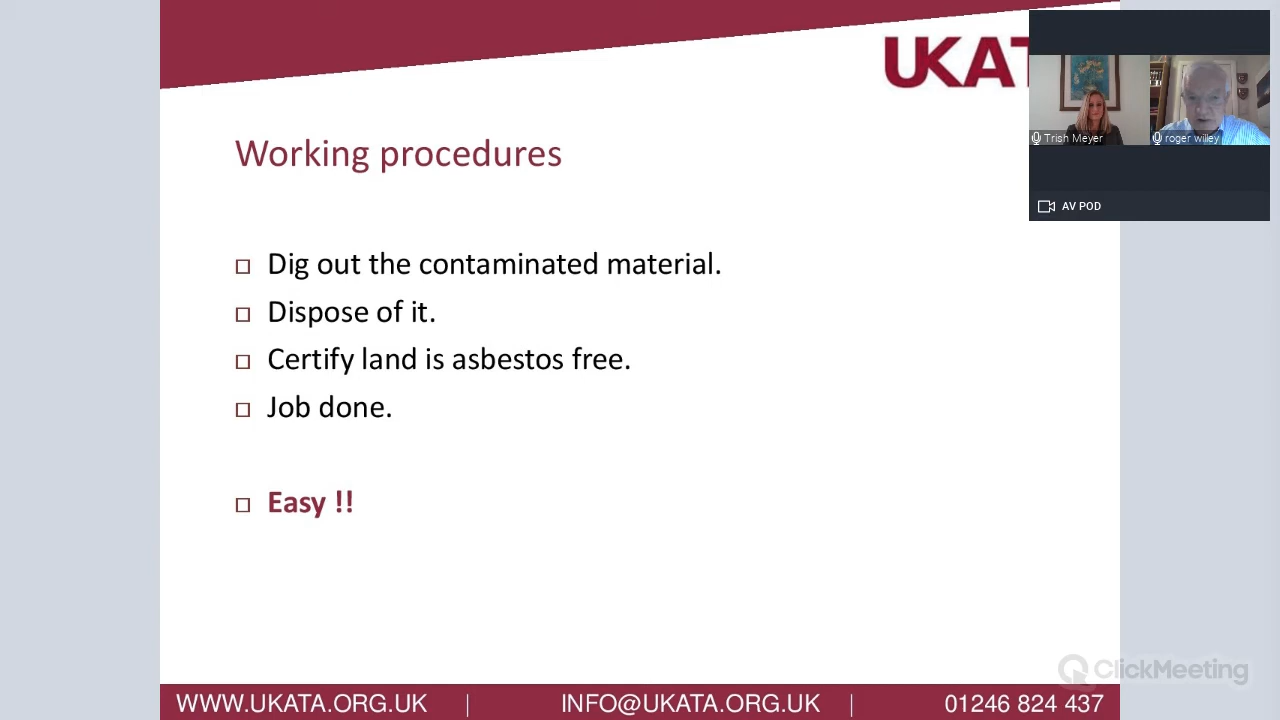 UKAT
Working procedures
Dig out the contaminated material.
Dispose of it.
Certify land is asbestos free.
Job done.
Easy !!
Trish Meyer
roger willey
AV POD
ClickMeeting
WWW.UKATA.ORG.UK | INFO@UKATA.ORG.UK | 01246 824 437